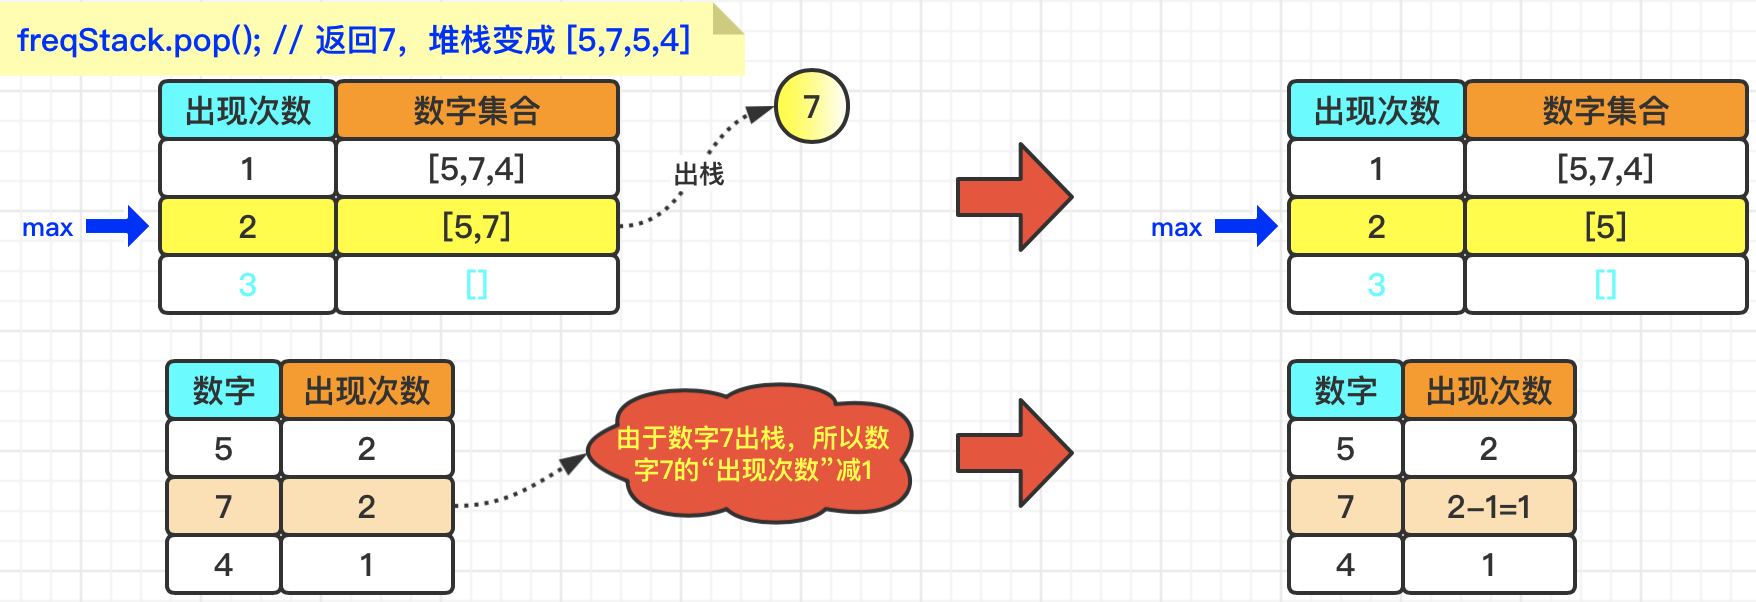 freqStack.pop(); // 返回7，堆栈变成 [5,7,5,4]
出现次数 数字集合
1 [5,7,4]
max 2 [5,7]
3 []
出栈
7
出现次数 数字集合
1 [5,7,4]
max 2 [5]
3 []
数字 出现次数
5 2
7 2
4 1
由于数字7出栈，所以数
字7的“出现次数”减1
数字 出现次数
5 2
7 2-1=1
4 1